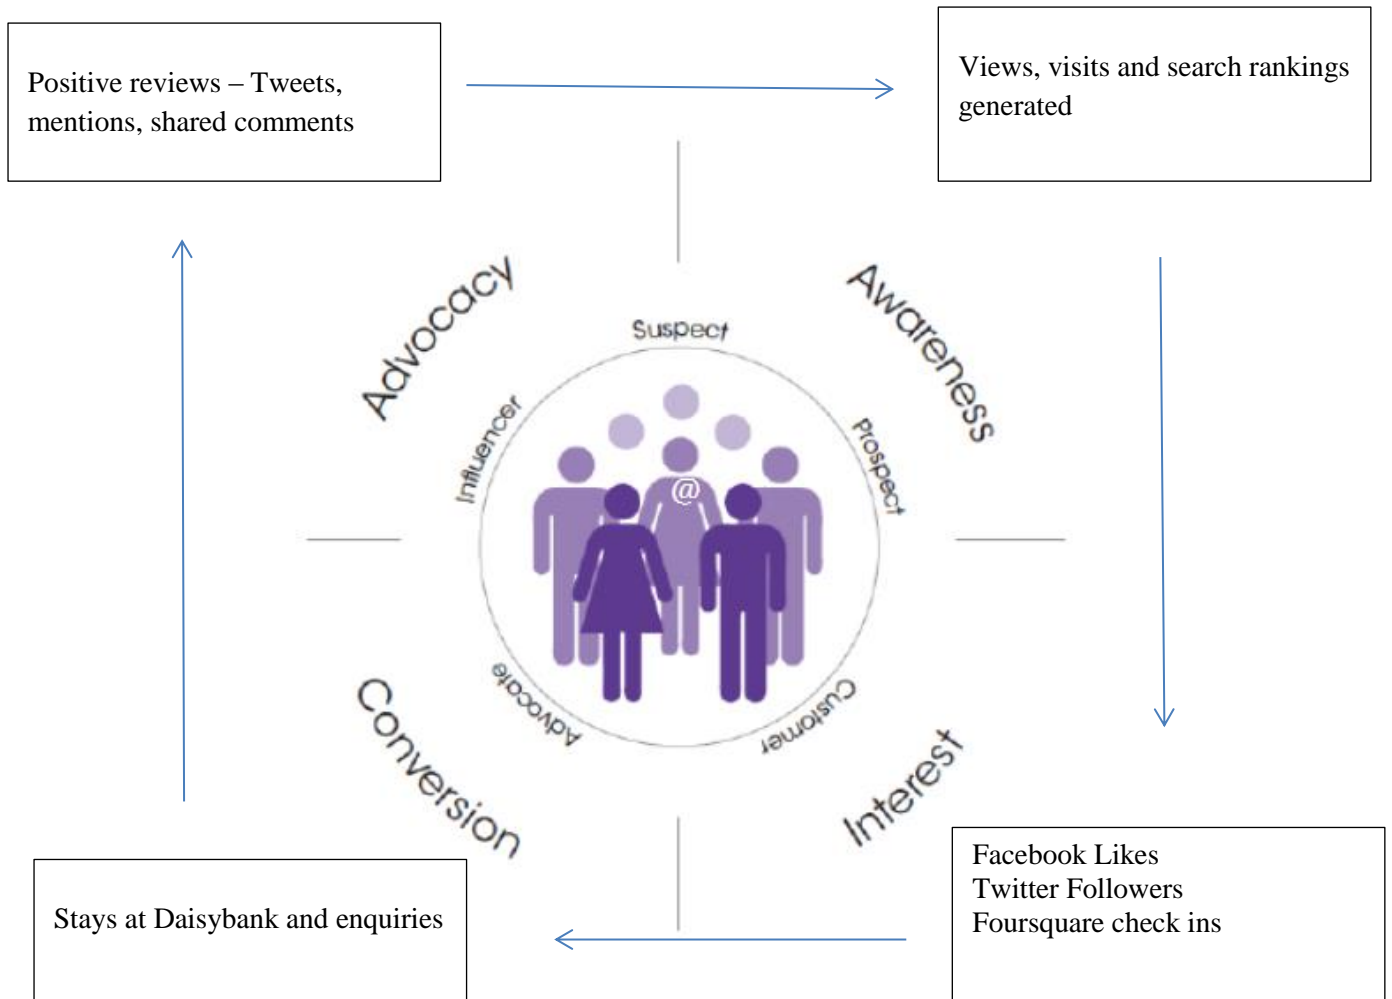 Positive reviews – Tweets,
mentions, shared comments
Views, visits and search rankings
generated
Advocacy
Awareness
Suspect
Influencer
Prospect
@
Advocate
Customer
Conversion
Interest
Stays at Daisybank and enquiries
Facebook Likes
Twitter Followers
Foursquare check ins